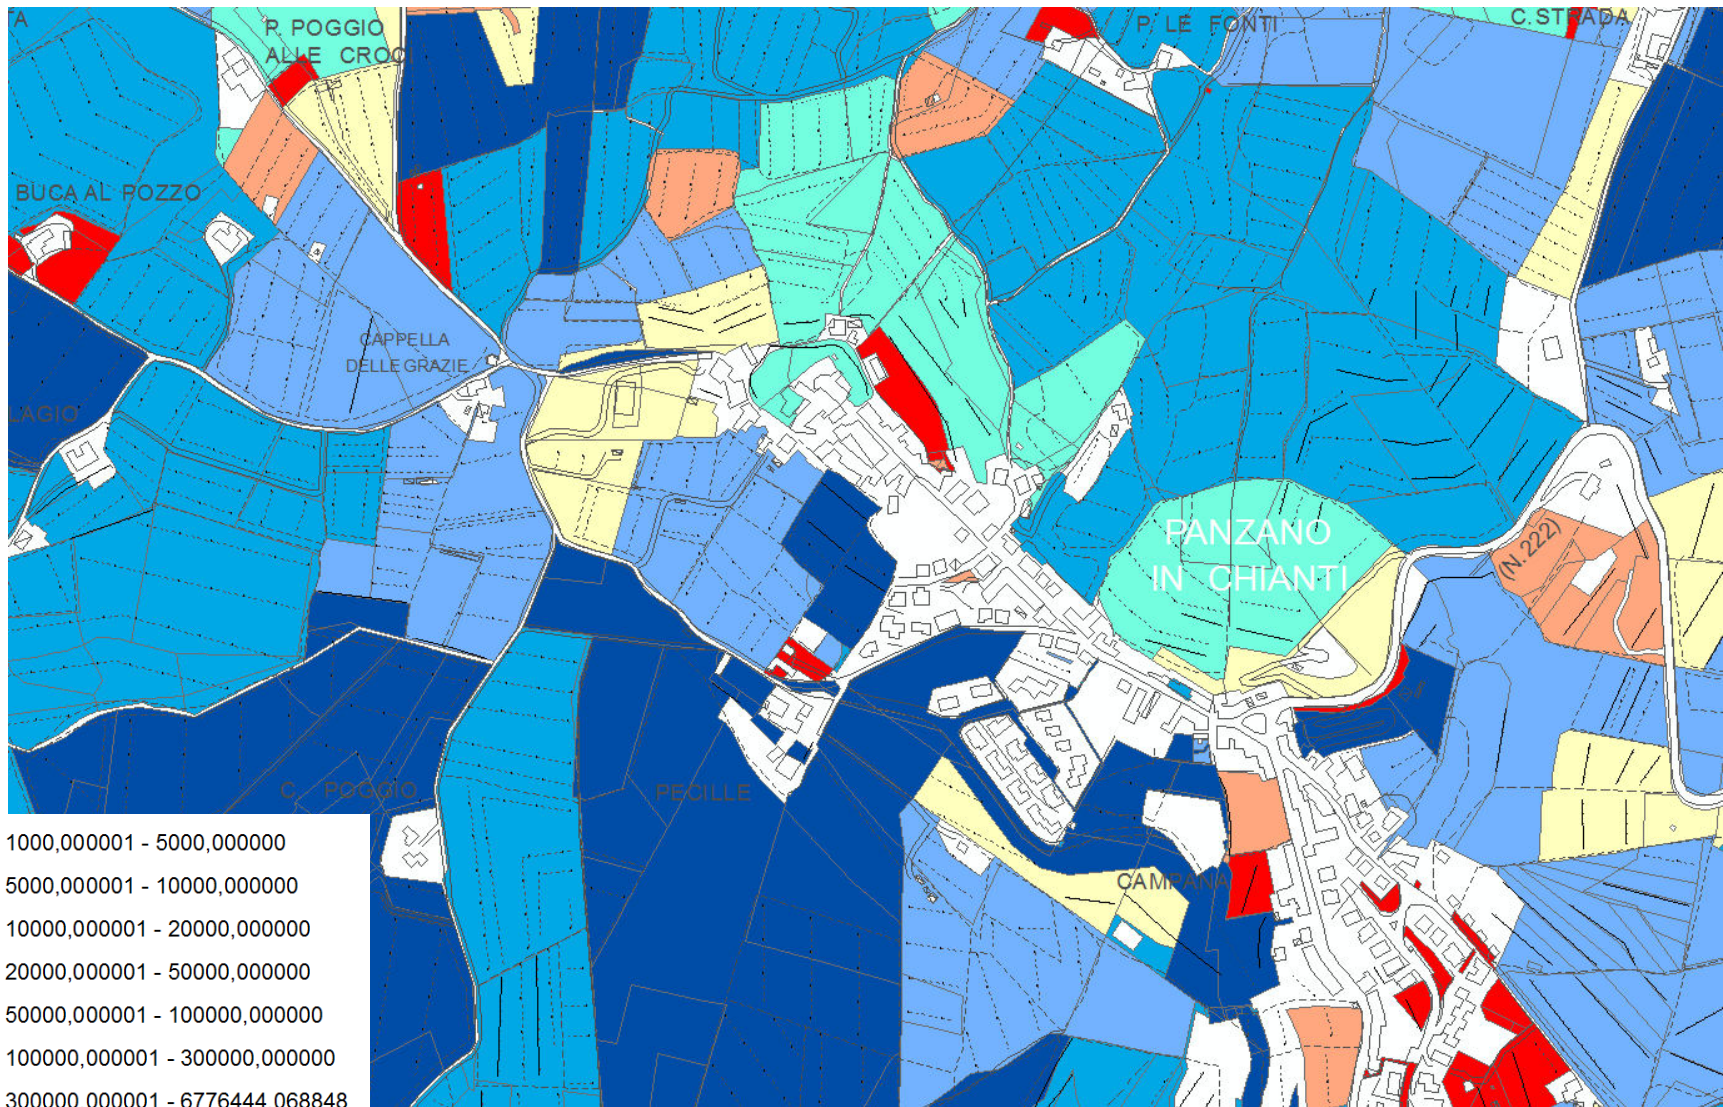 TA
P. POGGIO
ALLE CROCI
P. LE FONTI
C. STRADA
BUCA AL POZZO
CAPPELLA
DELLE GRAZIE
LAGIO
PANZANO
IN CHIANTI
(N.222)
C. POGGIO
PECILLE
CAMPANA
1000,000001 - 5000,000000
5000,000001 - 10000,000000
10000,000001 - 20000,000000
20000,000001 - 50000,000000
50000,000001 - 100000,000000
100000,000001 - 300000,000000
300000,000001 - 6776444,068848